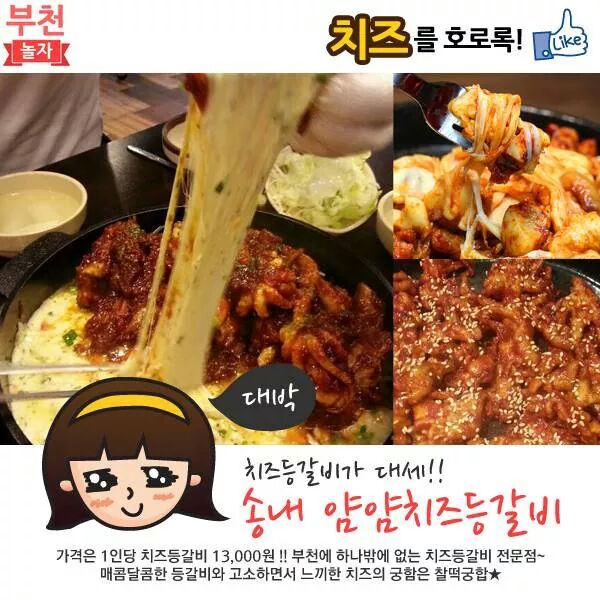 부천
놀자
치즈를 호로록!
Like
대박
치즈등갈비가 대세!!
송내 얌얌치즈등갈비
가격은 1인당 치즈등갈비 13,000원 !! 부천에 하나밖에 없는 치즈등갈비 전문점~
매콤달콤한 등갈비와 고소하면서 느끼한 치즈의 궁합은 찰떡궁합★